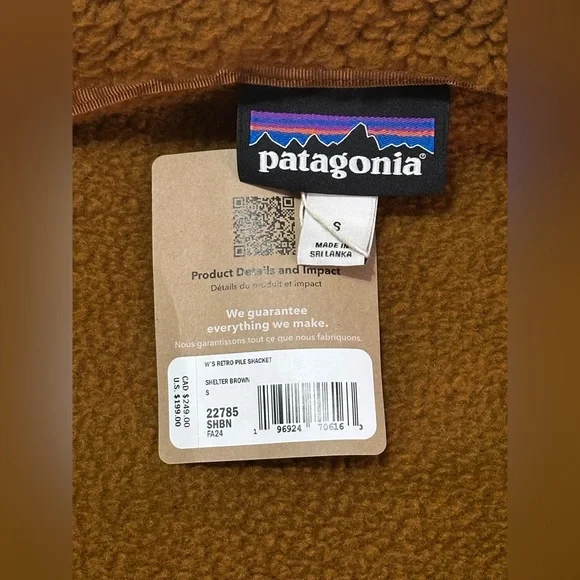 patagonia®
S
MADE IN
SRI LANKA
Product Details and Impact
Détails du produit et impact
We guarantee
everything we make.
Nous garantissons tout ce que nous fabriquons.
W'S RETRO PILE SHACKET
SHELTER BROWN
S
22785
SHBN
FA24
CAD $249.00
U.S. $199.00
1 96924 70616